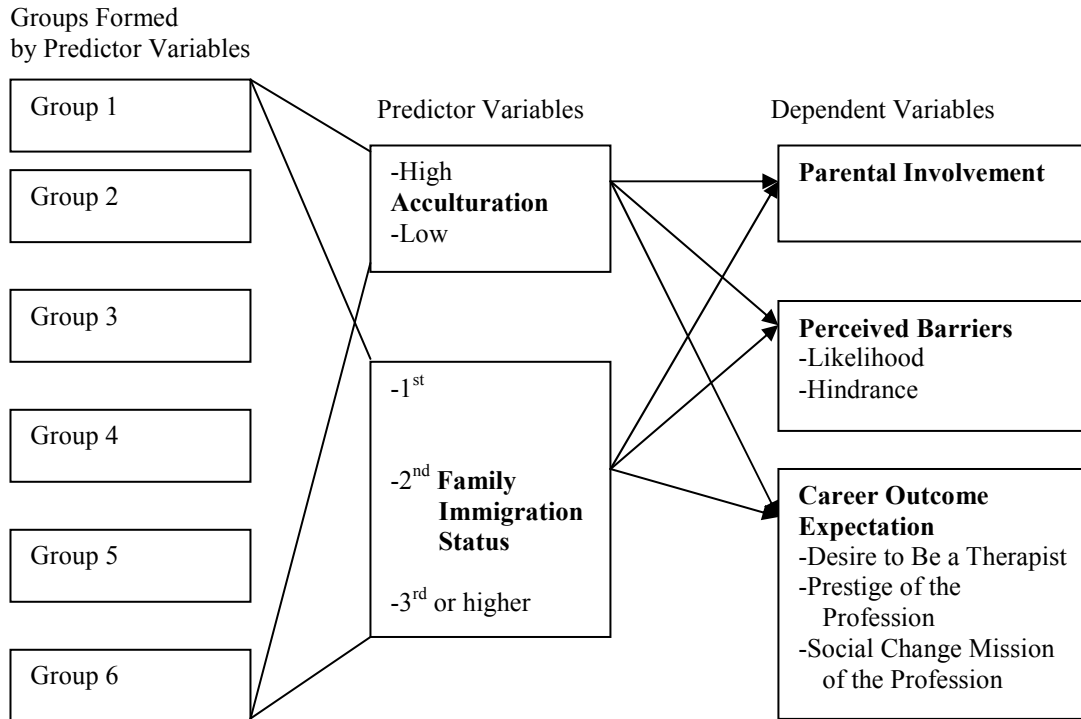 Groups Formed
by Predictor Variables
Group 1
Group 2
Group 3
Group 4
Group 5
Group 6
Predictor Variables
-High
Acculturation
-Low
-1st
-2nd Family
Immigration
Status
-3rd or higher
Dependent Variables
Parental Involvement
Perceived Barriers
-Likelihood
-Hindrance
Career Outcome
Expectation
-Desire to Be a Therapist
-Prestige of the
Profession
-Social Change Mission
of the Profession